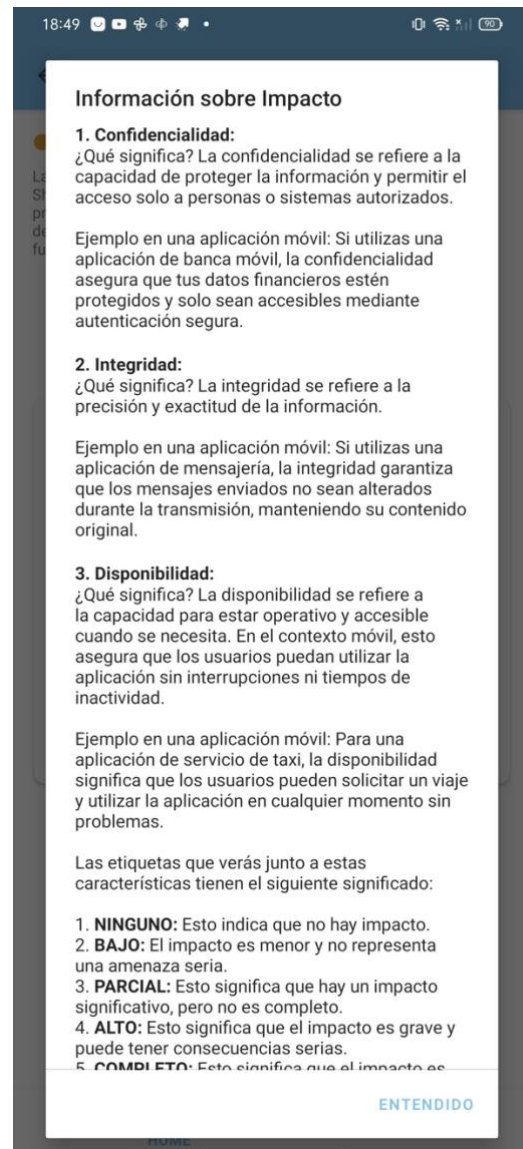 18:49
90
Información sobre Impacto
1. Confidencialidad:
¿Qué significa? La confidencialidad se refiere a la
capacidad de proteger la información y permitir el
acceso solo a personas o sistemas autorizados.
Ejemplo en una aplicación móvil: Si utilizas una
aplicación de banca móvil, la confidencialidad
asegura que tus datos financieros estén
protegidos y solo sean accesibles mediante
autenticación segura.
2. Integridad:
¿Qué significa? La integridad se refiere a la
precisión y exactitud de la información.
Ejemplo en una aplicación móvil: Si utilizas una
aplicación de mensajería, la integridad garantiza
que los mensajes enviados no sean alterados
durante la transmisión, manteniendo su contenido
original.
3. Disponibilidad:
¿Qué significa? La disponibilidad se refiere a
la capacidad para estar operativo y accesible
cuando se necesita. En el contexto móvil, esto
asegura que los usuarios puedan utilizar la
aplicación sin interrupciones ni tiempos de
inactividad.
Ejemplo en una aplicación móvil: Para una
aplicación de servicio de taxi, la disponibilidad
significa que los usuarios pueden solicitar un viaje
y utilizar la aplicación en cualquier momento sin
problemas.
Las etiquetas que verás junto a estas
características tienen el siguiente significado:
1. NINGUNO: Esto indica que no hay impacto.
2. BAJO: El impacto es menor y no representa
una amenaza seria.
3. PARCIAL: Esto significa que hay un impacto
significativo, pero no es completo.
4. ALTO: Esto significa que el impacto es grave y
puede tener consecuencias serias.
5. COMPLETO: Esto significa que el impacto es
ENTENDIDO
HOME